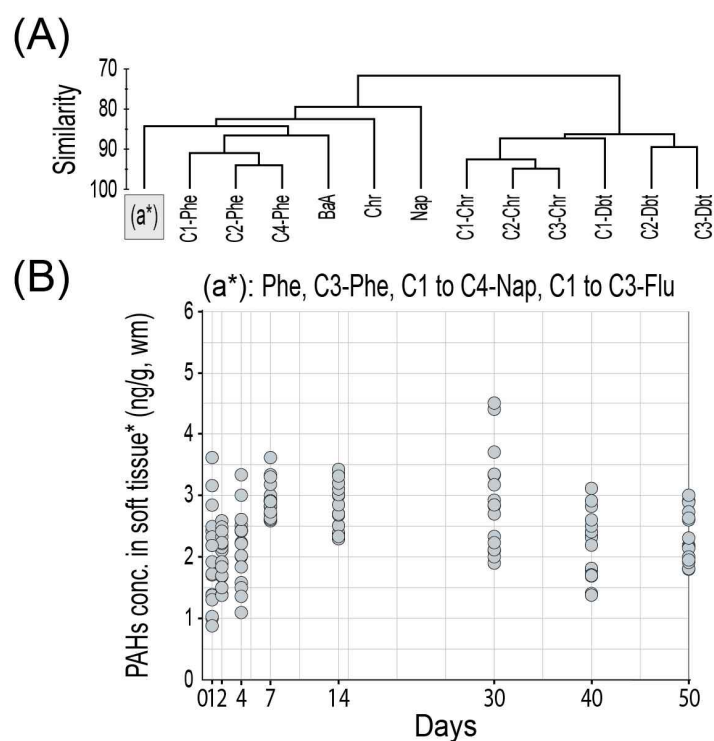 (A)
Similarity
70
80
90
100
(a*)
C1-Phe
C2-Phe
C4-Phe
BaA
Chr
Nap
C1-Chr
C2-Chr
C3-Chr
C1-Dbt
C2-Dbt
C3-Dbt
(B)
(a*): Phe, C3-Phe, C1 to C4-Nap, C1 to C3-Flu
PAHs conc. in soft tissue* (ng/g, wm)
6
5
4
3
2
1
0
0 1 2 4 7 14 30 40 50
Days